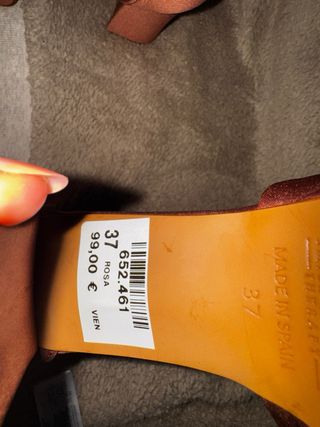 652.461
37 ROSA
99,00 €
VIEN
MADE IN SPAIN
37